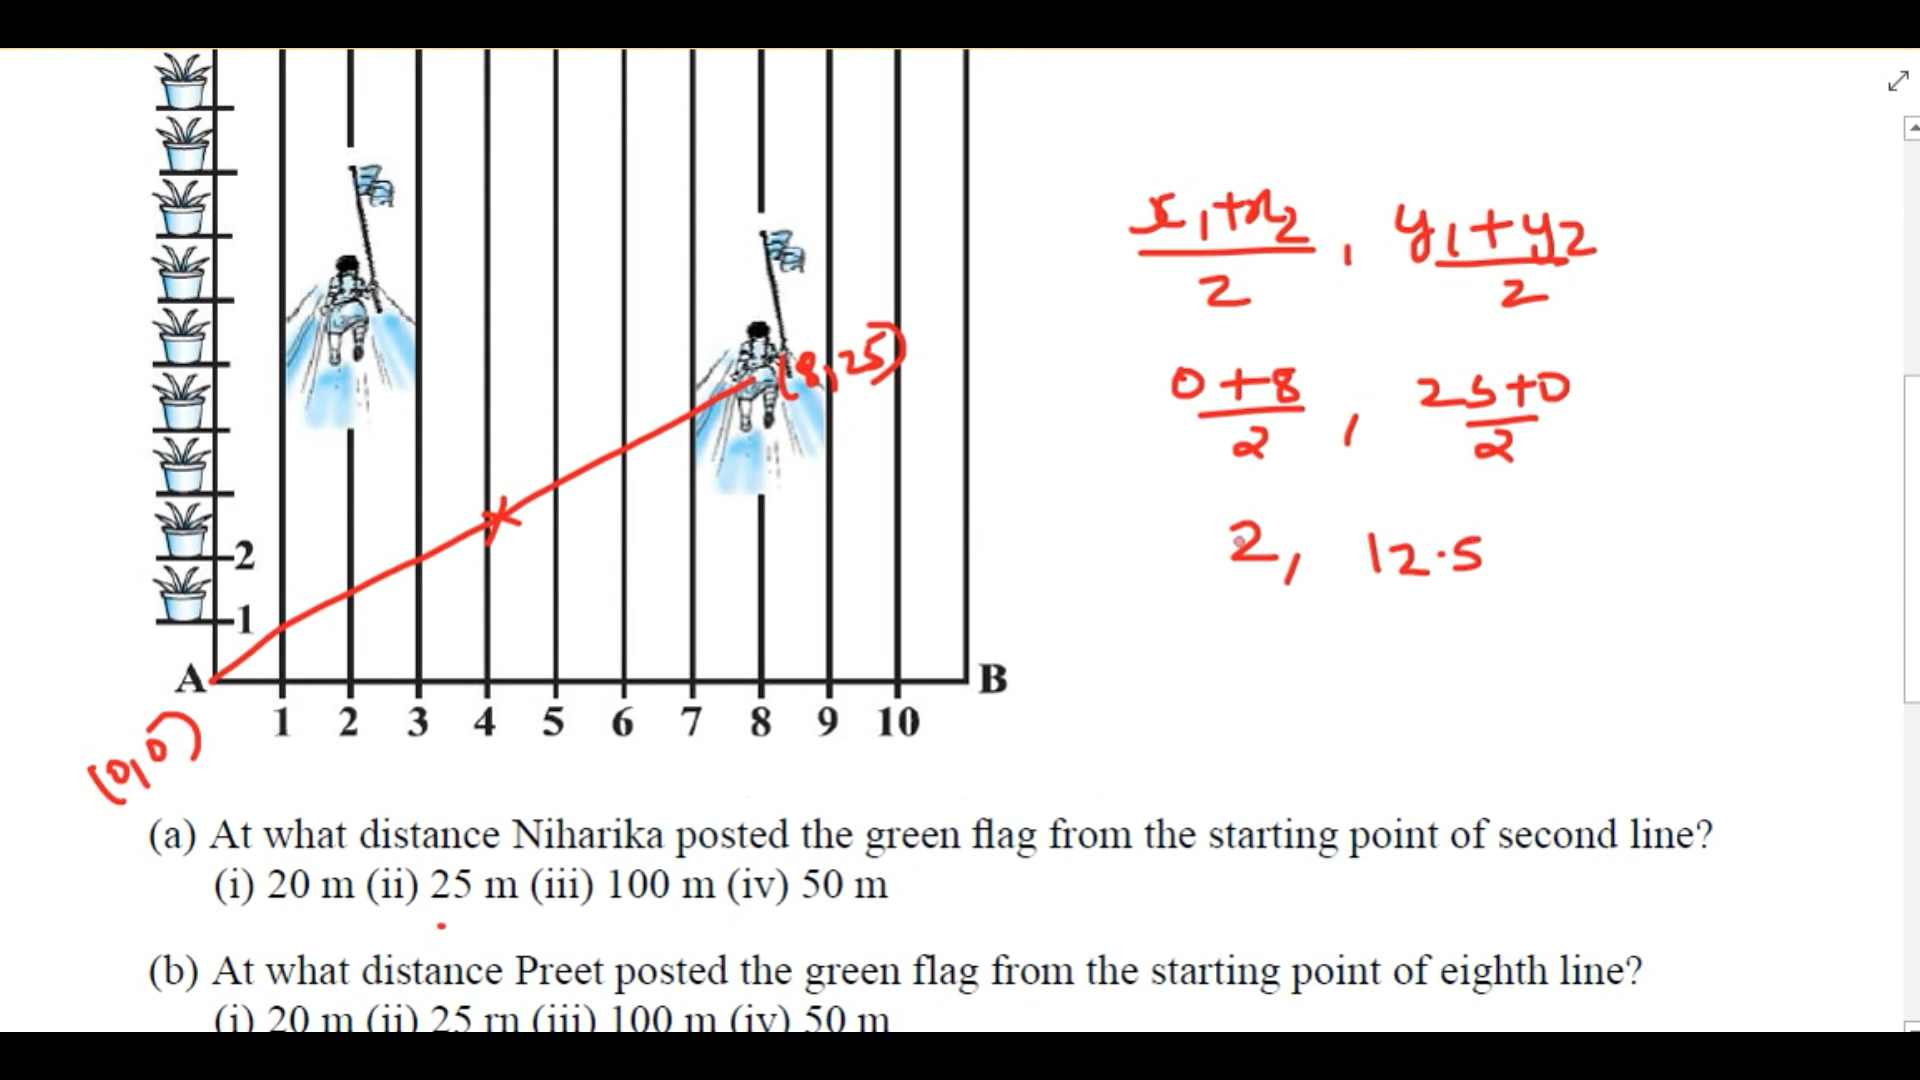 x1+x2/2 , y1+y2/2
(8,25)
0+8/2 , 25+0/2
2, 12.5
2
1
A B
1 2 3 4 5 6 7 8 9 10
(0,0)
(a) At what distance Niharika posted the green flag from the starting point of second line?
(i) 20 m (ii) 25 m (iii) 100 m (iv) 50 m
(b) At what distance Preet posted the green flag from the starting point of eighth line?
(i) 20 m (ii) 25 rn (iii) 100 m (iv) 50 m